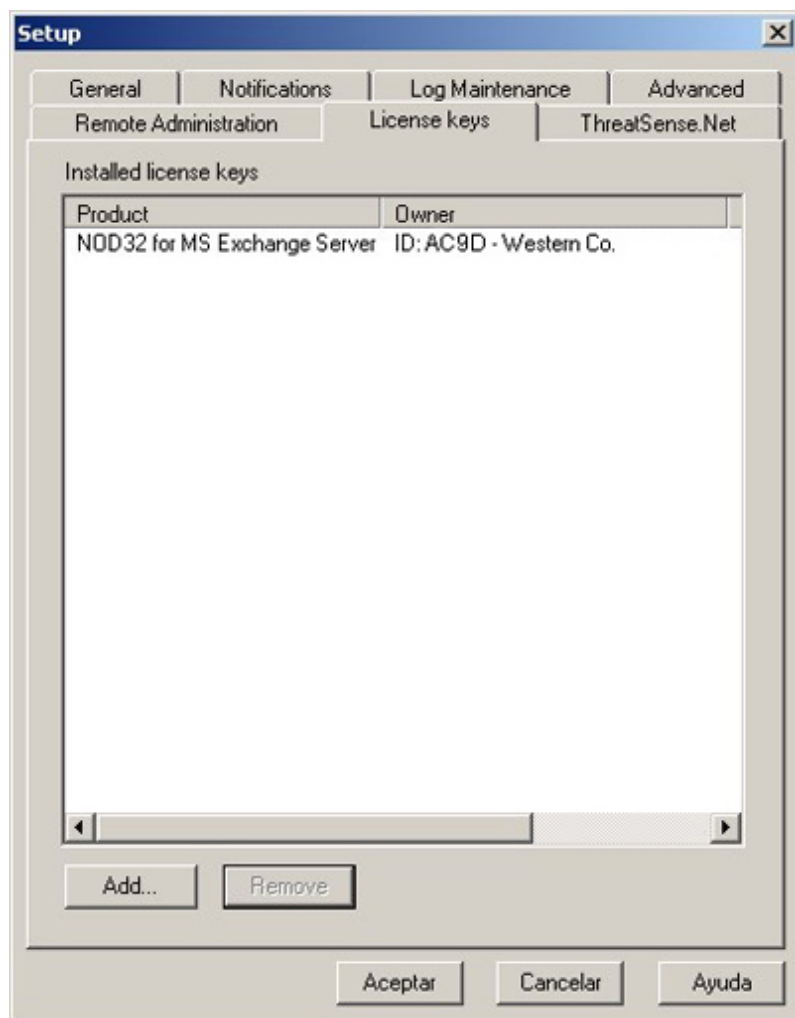 Setup
General Notifications Log Maintenance Advanced
Remote Administration License keys ThreatSense.Net
Installed license keys
Product Owner
NOD32 for MS Exchange Server ID: AC9D - Western Co.
Add... Remove
Aceptar Cancelar Ayuda